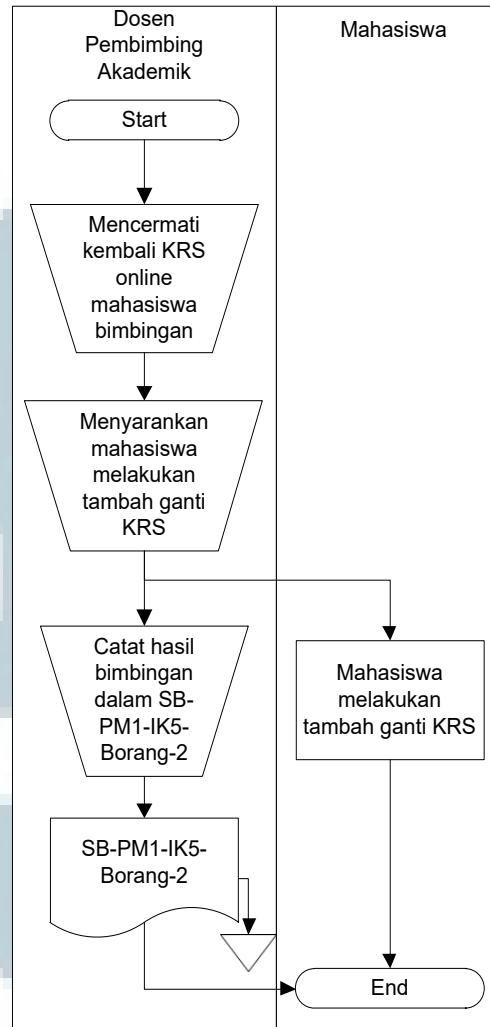 Dosen
Pembimbing
Akademik
Mahasiswa
Start
Mencermati
kembali KRS
online
mahasiswa
bimbingan
Menyarankan
mahasiswa
melakukan
tambah ganti
KRS
Catat hasil
bimbingan
dalam SB-
PM1-IK5-
Borang-2
Mahasiswa
melakukan
tambah ganti KRS
SB-PM1-IK5-
Borang-2
End